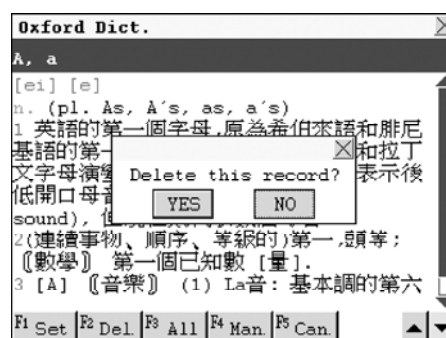 Oxford Dict.
A, a
[ei] [e]
n. (pl. As, A's, as, a's)
1 英語的第一個字母,原為希伯來語和腓尼
基語的第一 和拉丁
文字母演變 表示後
低開口母音
Delete this record?
YES NO
sound),
2(連續事物、順序、等級的)第一,頭等;
〘數學〙 第一個已知數 [量].
3 [A] 〘音樂〙 (1) La音: 基本調的第六
F1 Set F2 Del. F3 All F4 Man. F5 Can.